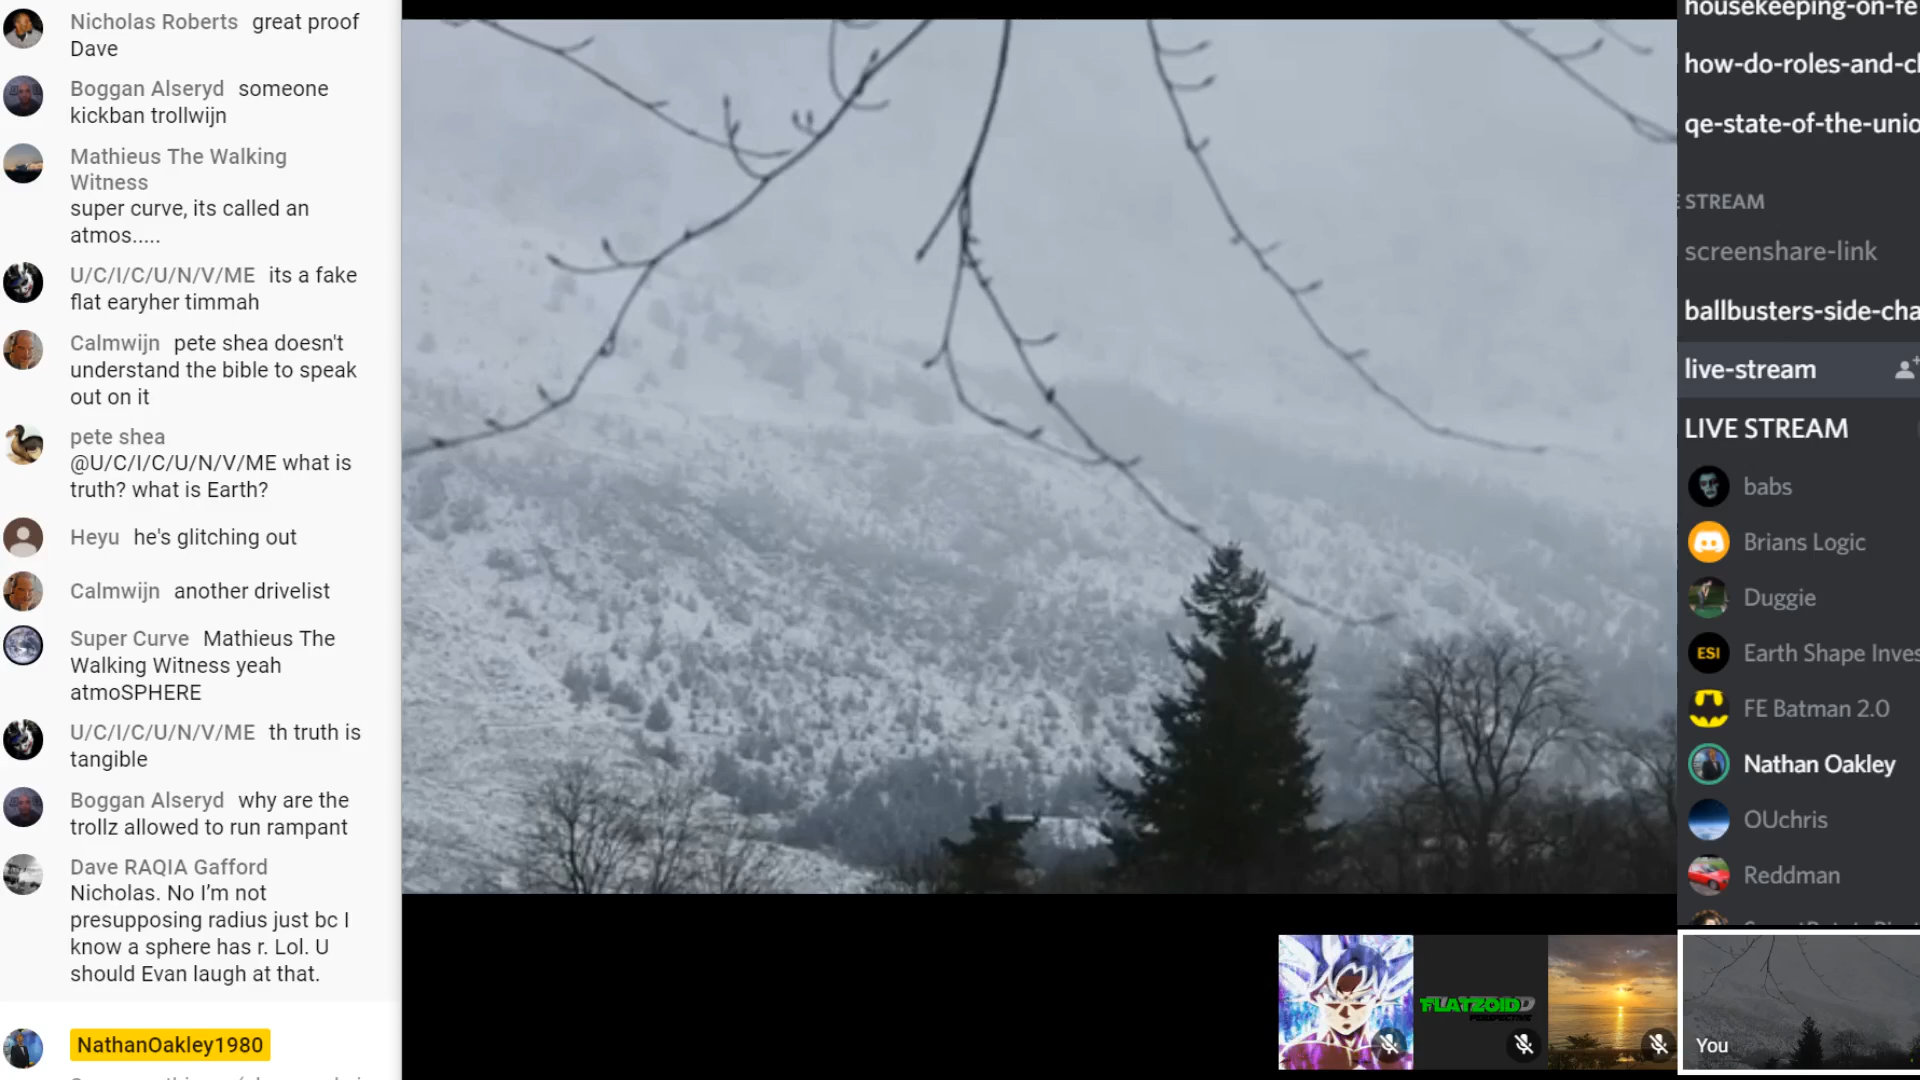 Nicholas Roberts great proof
Dave
Boggan Alseryd someone
kickban trollwijn
Mathieus The Walking
Witness
super curve, its called an
atmos.....
U/C/I/C/U/N/V/ME its a fake
flat earyher timmah
Calmwijn pete shea doesn't
understand the bible to speak
out on it
pete shea
@U/C/I/C/U/N/V/ME what is
truth? what is Earth?
Heyu he's glitching out
Calmwijn another drivelist
Super Curve Mathieus The
Walking Witness yeah
atmoSPHERE
U/C/I/C/U/N/V/ME th truth is
tangible
Boggan Alseryd why are the
trollz allowed to run rampant
Dave RAQIA Gafford
Nicholas. No I’m not
presupposing radius just bc I
know a sphere has r. Lol. U
should Evan laugh at that.
NathanOakley1980
housekeeping-on-fe
how-do-roles-and-c
qe-state-of-the-unio
STREAM
screenshare-link
ballbusters-side-cha
live-stream
LIVE STREAM
babs
Brians Logic
Duggie
ESI
Earth Shape Inves
FE Batman 2.0
Nathan Oakley
OUchris
Reddman
FLATZOIDD
PERSPECTIVE
You